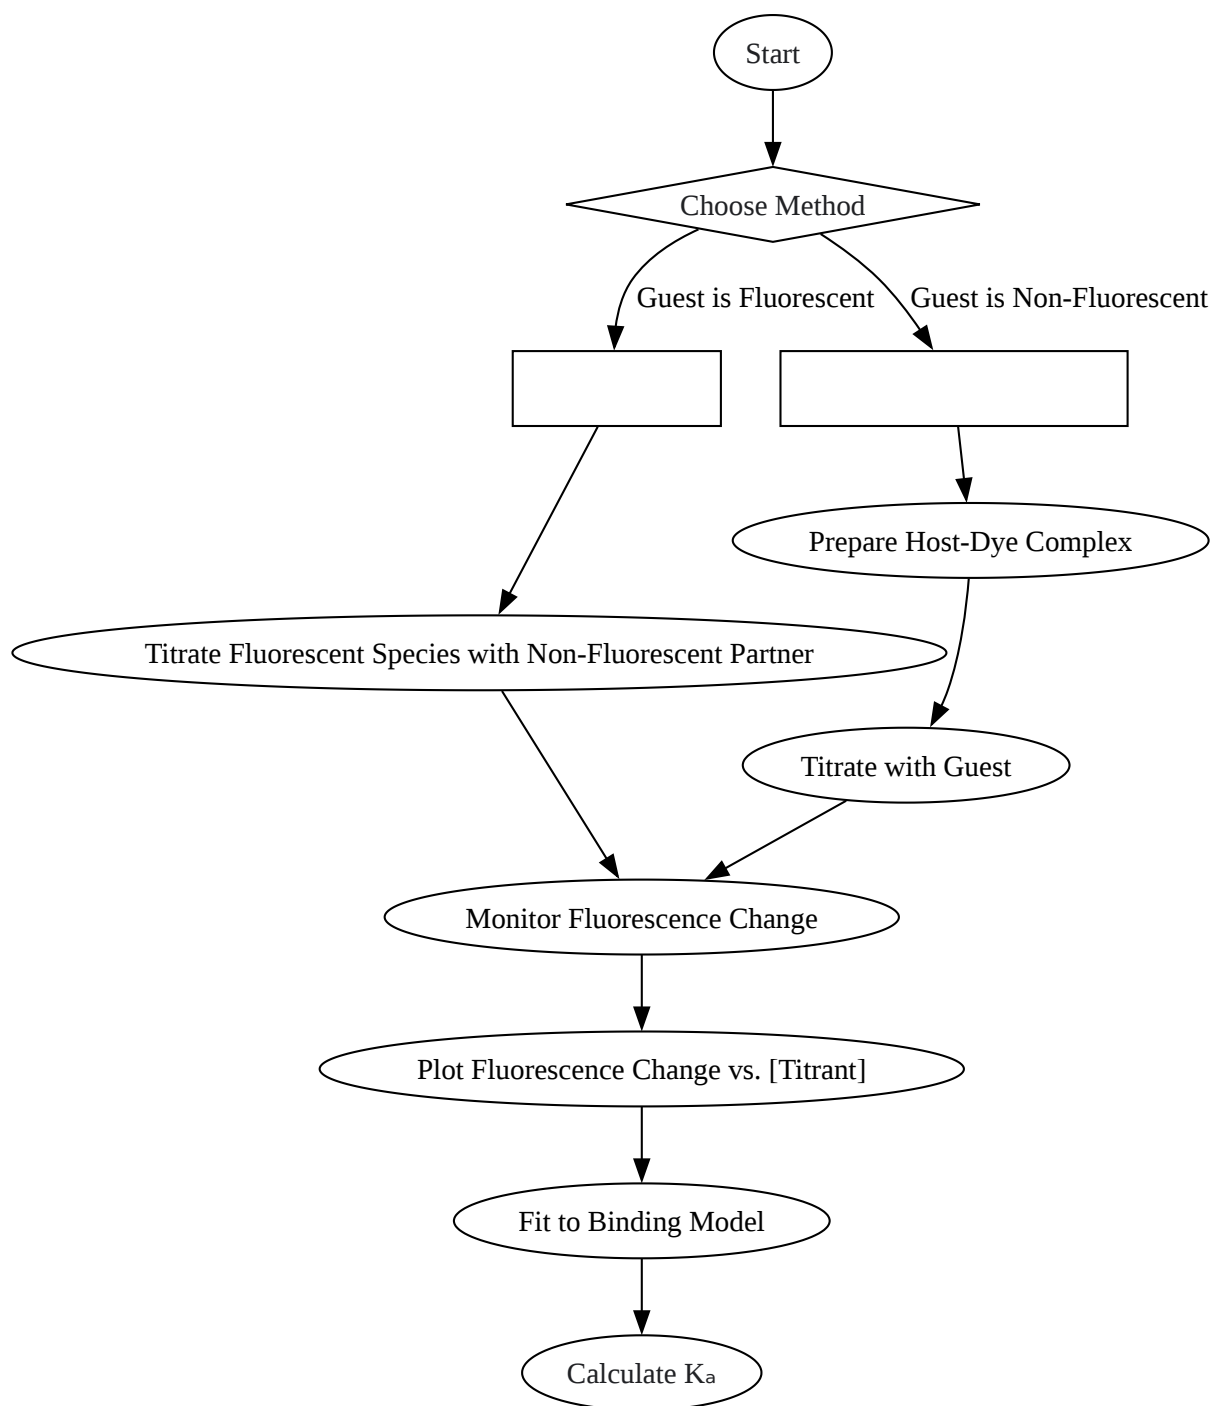 Start
Choose Method
Guest is Fluorescent
Guest is Non-Fluorescent
Prepare Host-Dye Complex
Titrate Fluorescent Species with Non-Fluorescent Partner
Titrate with Guest
Monitor Fluorescence Change
Plot Fluorescence Change vs. [Titrant]
Fit to Binding Model
Calculate Kₐ